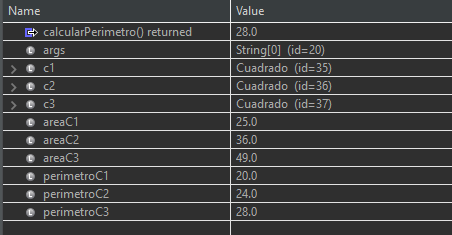 Name Value
calcularPerimetro() returned 28.0
args String[0] (id=20)
c1 Cuadrado (id=35)
c2 Cuadrado (id=36)
c3 Cuadrado (id=37)
areaC1 25.0
areaC2 36.0
areaC3 49.0
perimetroC1 20.0
perimetroC2 24.0
perimetroC3 28.0